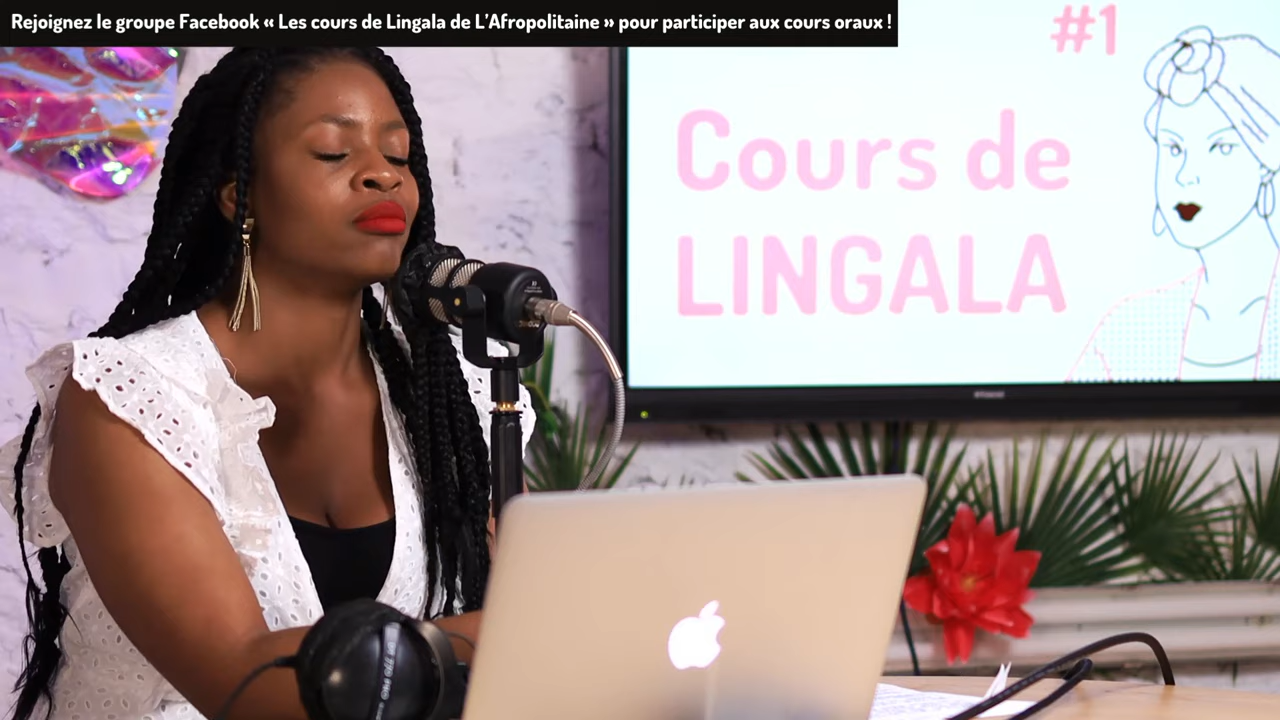 Rejoignez le groupe Facebook « Les cours de Lingala de L’Afropolitaine » pour participer aux cours oraux !
#1
Cours de
LINGALA